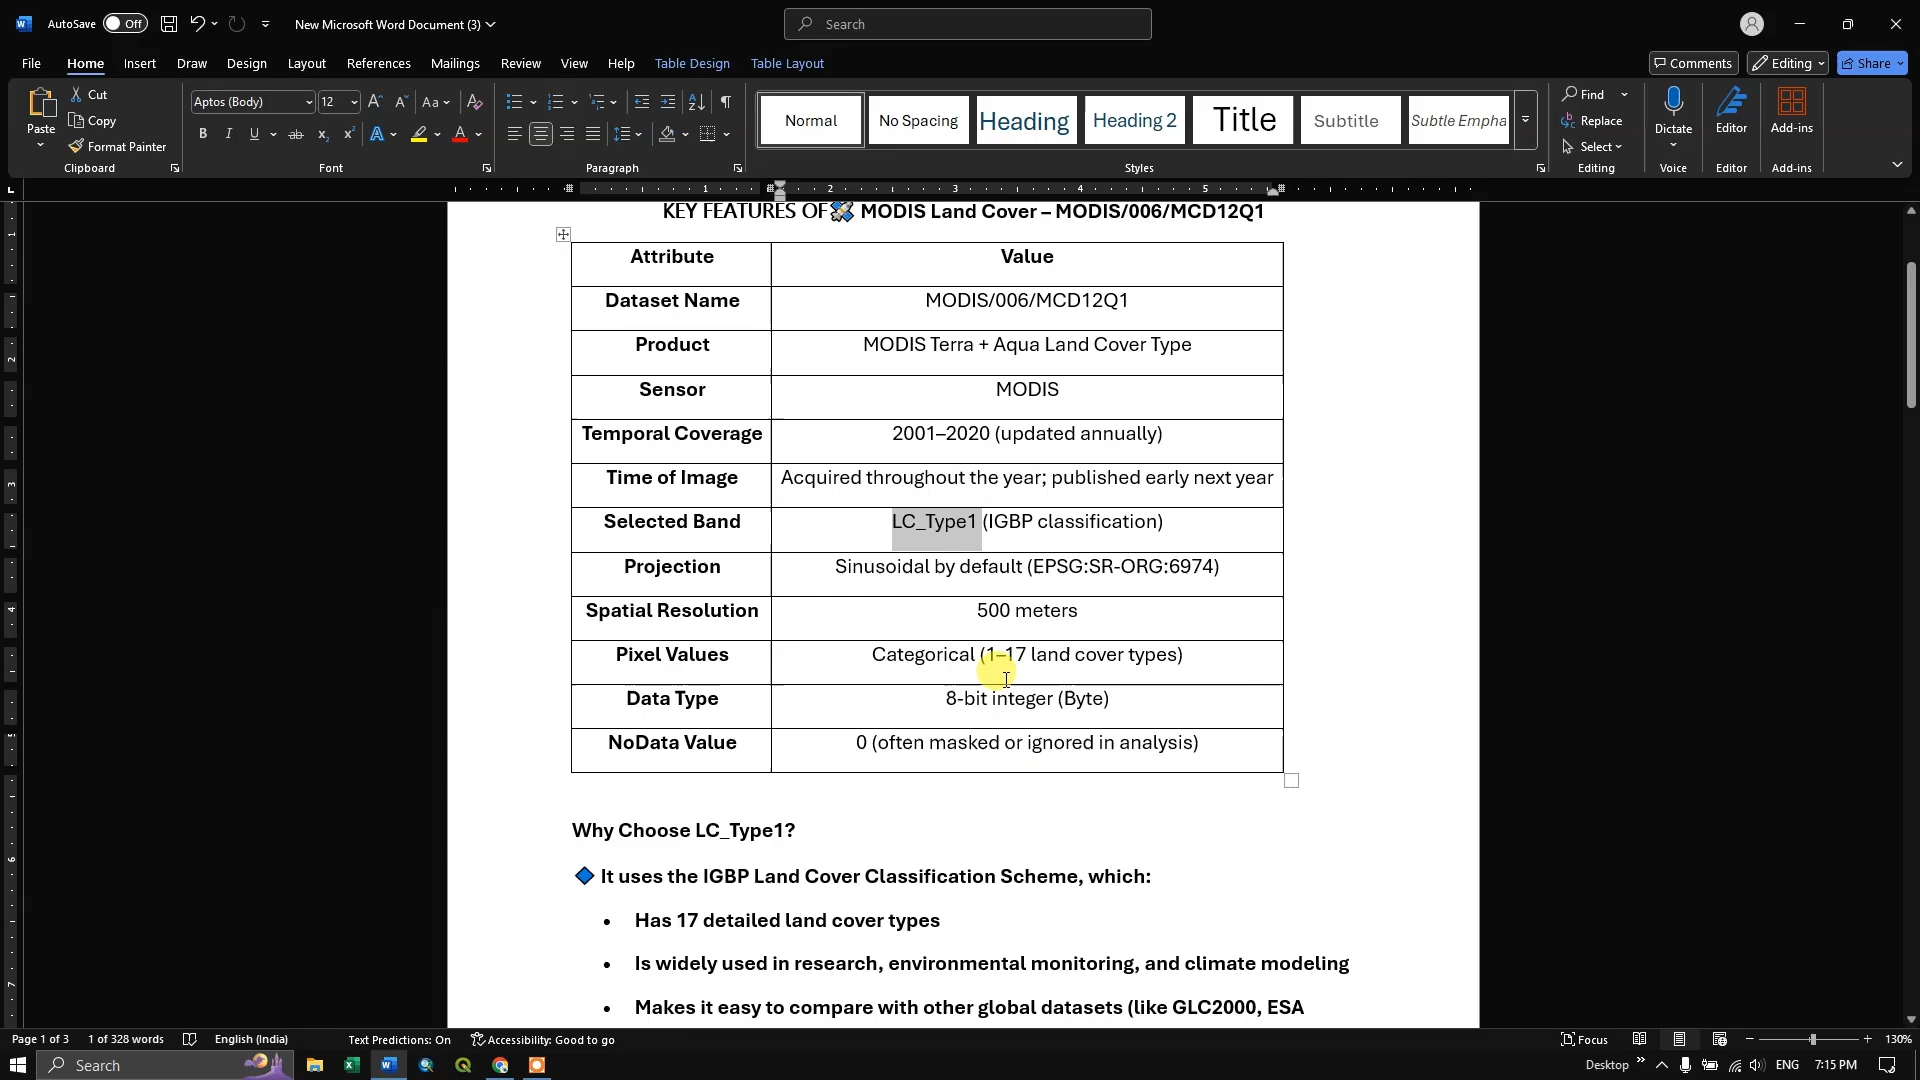 AutoSave Off New Microsoft Word Document (3) Search
File Home Insert Draw Design Layout References Mailings Review View Help Table Design Table Layout Comments Editing Share
Paste Cut Copy Format Painter Clipboard
Aptos (Body) 12 Font
Paragraph
Normal No Spacing Heading Heading 2 Title Subtitle Subtle Empha Styles
Find Replace Select Editing
Dictate Voice
Editor Editor
Add-ins Add-ins
1 2 3 4 5
KEY FEATURES OF MODIS Land Cover – MODIS/006/MCD12Q1
Attribute Value
Dataset Name MODIS/006/MCD12Q1
Product MODIS Terra + Aqua Land Cover Type
Sensor MODIS
Temporal Coverage 2001–2020 (updated annually)
Time of Image Acquired throughout the year; published early next year
Selected Band LC_Type1 (IGBP classification)
Projection Sinusoidal by default (EPSG:SR-ORG:6974)
Spatial Resolution 500 meters
Pixel Values Categorical (1–17 land cover types)
Data Type 8-bit integer (Byte)
NoData Value 0 (often masked or ignored in analysis)
Why Choose LC_Type1?
It uses the IGBP Land Cover Classification Scheme, which:
• Has 17 detailed land cover types
• Is widely used in research, environmental monitoring, and climate modeling
• Makes it easy to compare with other global datasets (like GLC2000, ESA
Page 1 of 3 1 of 328 words English (India) Text Predictions: On Accessibility: Good to go Focus 130%
Search Desktop ENG 7:15 PM